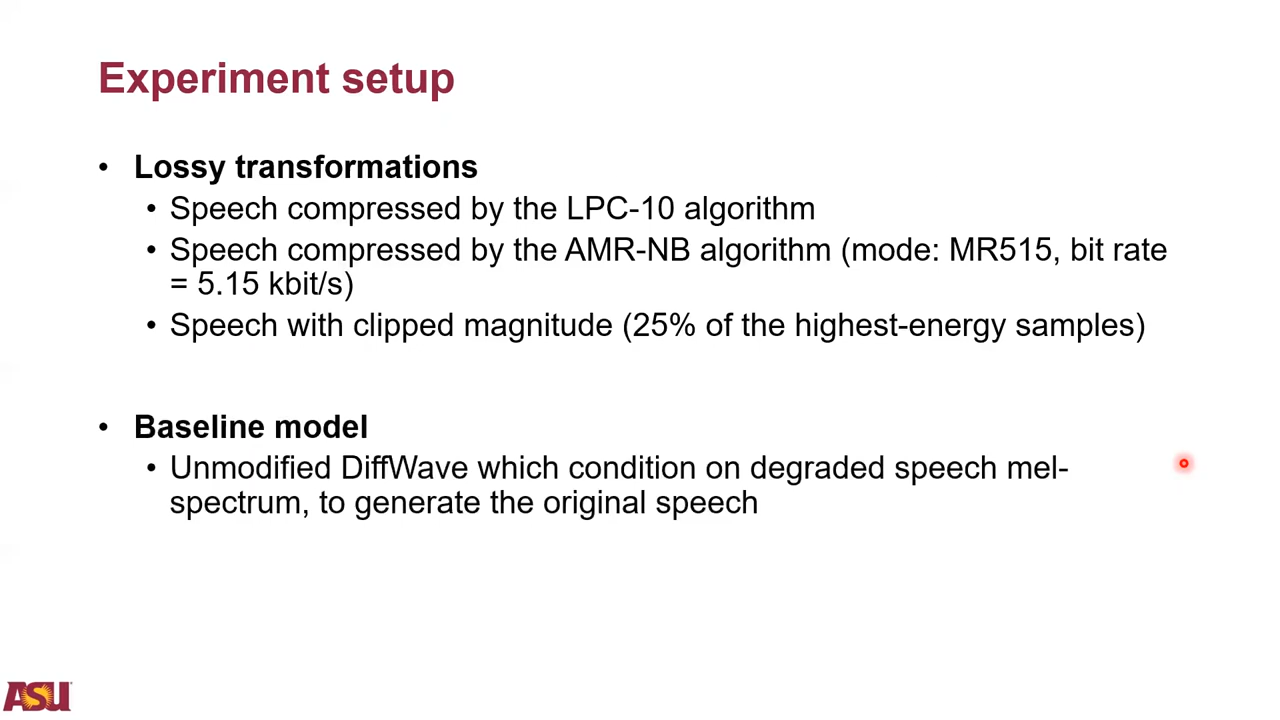 Experiment setup
• Lossy transformations
• Speech compressed by the LPC-10 algorithm
• Speech compressed by the AMR-NB algorithm (mode: MR515, bit rate
= 5.15 kbit/s)
• Speech with clipped magnitude (25% of the highest-energy samples)
• Baseline model
• Unmodified DiffWave which condition on degraded speech mel-
spectrum, to generate the original speech
ASU